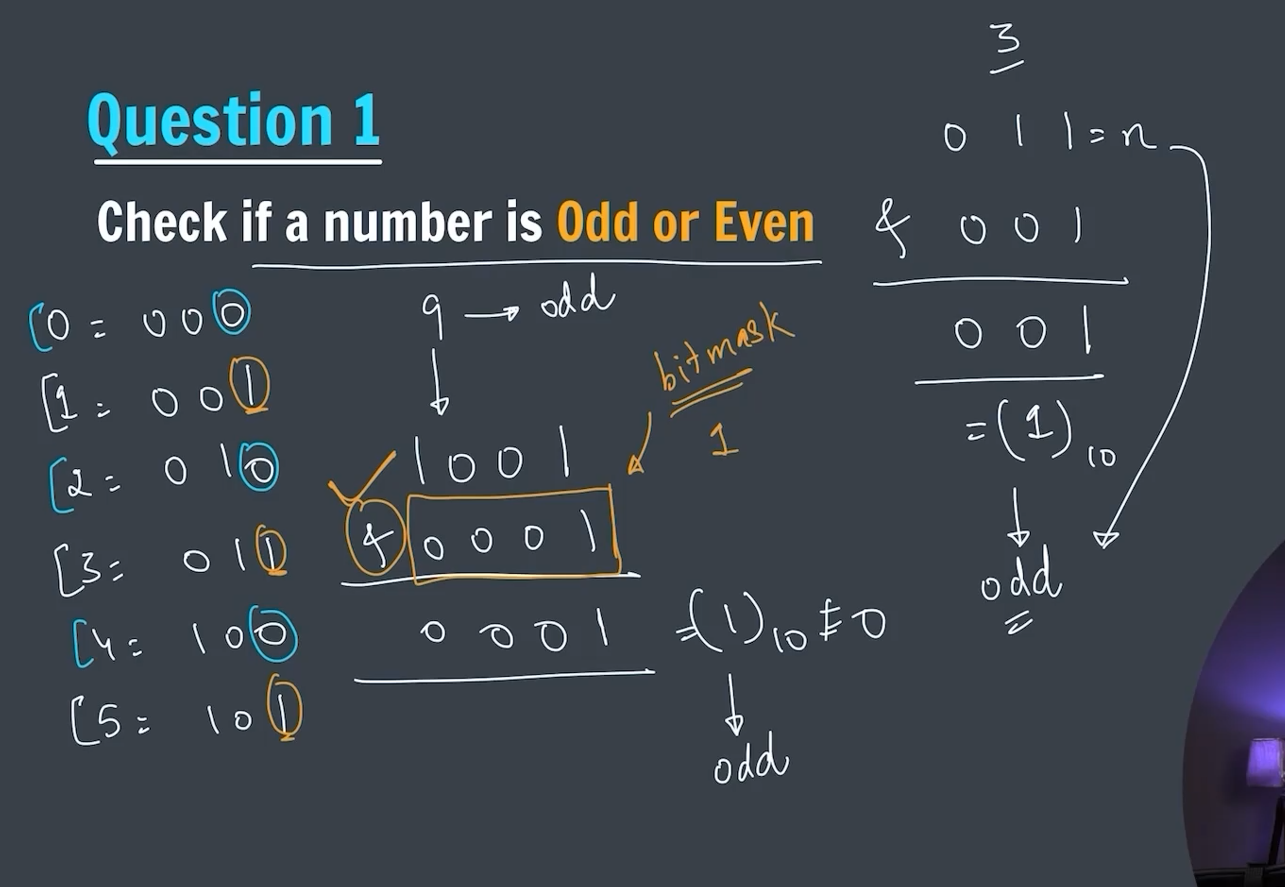 Question 1
Check if a number is Odd or Even
[0 = 000
[1 = 001
[2 = 010
[3 = 011
[4 = 100
[5 = 101
9 → odd
↓
1001
& 0001
0001 = (1)10 ≠ 0
↓
odd
bitmask
1
3
011 = n
& 001
001
= (1)10
↓
odd